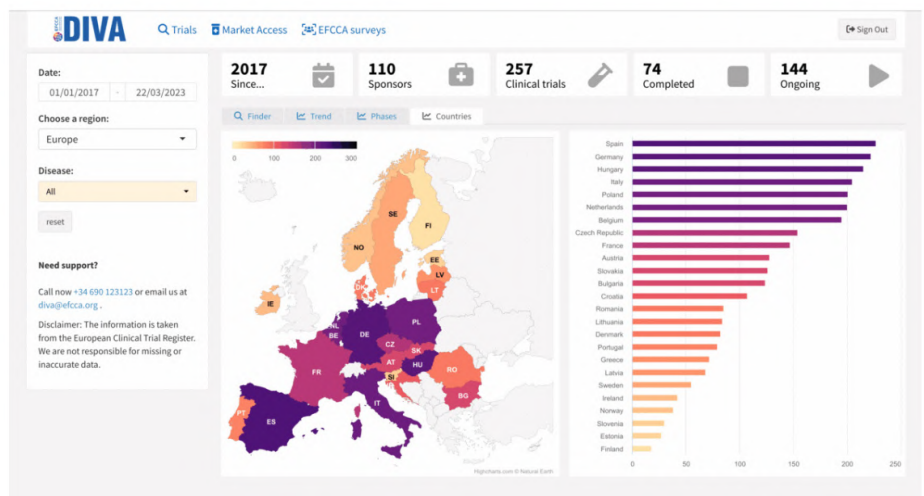 EFCCA
DIVA
Trials
Market Access
EFCCA surveys
Sign Out
Date:
01/01/2017 - 22/03/2023
Choose a region:
Europe
Disease:
All
reset
Need support?
Call now +34 690 123123 or email us at
diva@efcca.org .
Disclaimer: The information is taken
from the European Clinical Trial Register.
We are not responsible for missing or
inaccurate data.
2017
Since...
110
Sponsors
257
Clinical trials
74
Completed
144
Ongoing
Finder
Trend
Phases
Countries
0 100 200 300
SE
FI
NO
EE
LV
DK
LT
IE
NL
PL
BE
DE
CZ
SK
FR
AT
HU
SI
RO
BG
IT
PT
ES
Highcharts.com © Natural Earth
Spain
Germany
Hungary
Italy
Poland
Netherlands
Belgium
Czech Republic
France
Austria
Slovakia
Bulgaria
Croatia
Romania
Lithuania
Denmark
Portugal
Greece
Latvia
Sweden
Ireland
Norway
Slovenia
Estonia
Finland
0 50 100 150 200 250